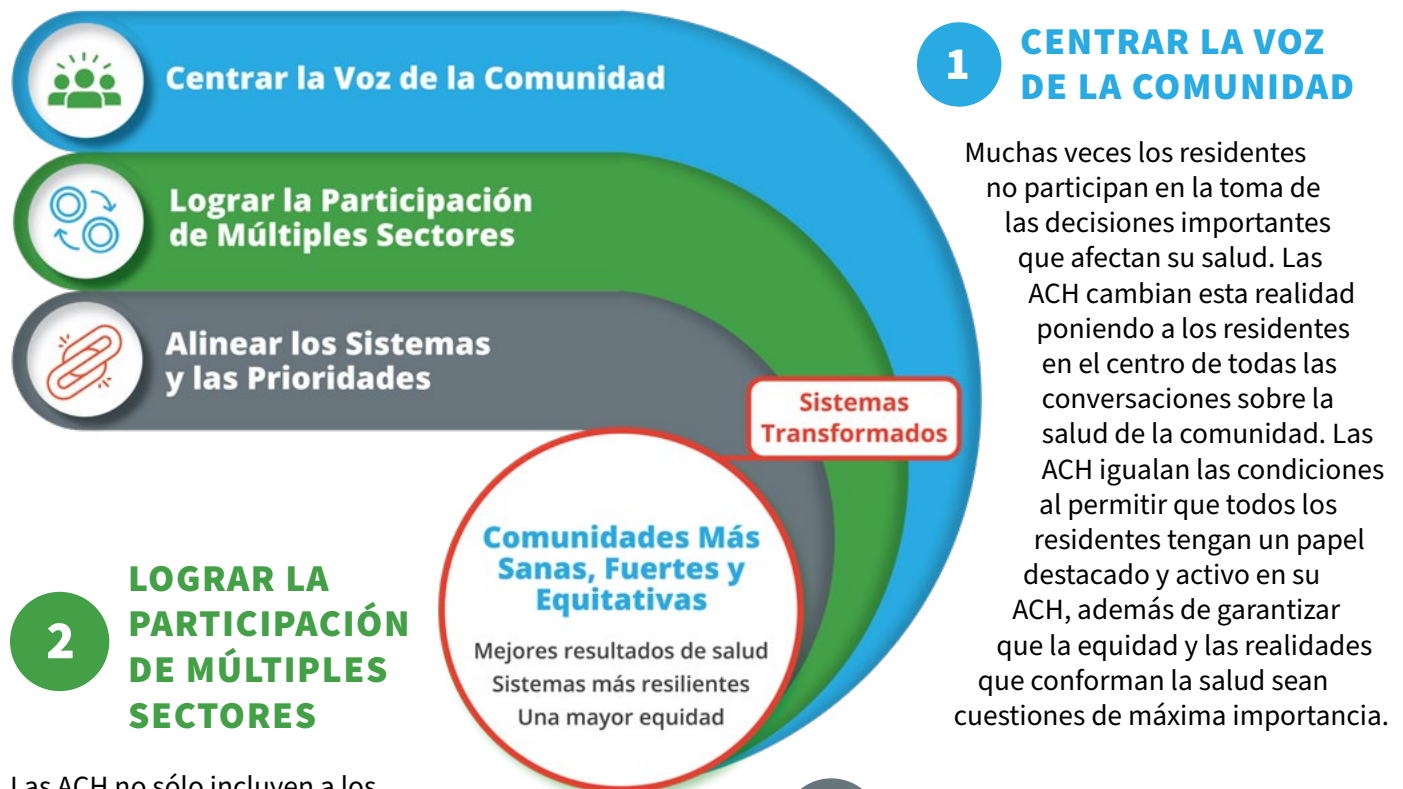 Centrar la Voz de la Comunidad
Lograr la Participación
de Múltiples Sectores
Alinear los Sistemas
y las Prioridades
Sistemas
Transformados
Comunidades Más
Sanas, Fuertes y
Equitativas
Mejores resultados de salud
Sistemas más resilientes
Una mayor equidad
1
CENTRAR LA VOZ
DE LA COMUNIDAD
Muchas veces los residentes
no participan en la toma de
las decisiones importantes
que afectan su salud. Las
ACH cambian esta realidad
poniendo a los residentes
en el centro de todas las
conversaciones sobre la
salud de la comunidad. Las
ACH igualan las condiciones
al permitir que todos los
residentes tengan un papel
destacado y activo en su
ACH, además de garantizar
que la equidad y las realidades
que conforman la salud sean
cuestiones de máxima importancia.
2
LOGRAR LA
PARTICIPACIÓN
DE MÚLTIPLES
SECTORES
Las ACH no sólo incluyen a los